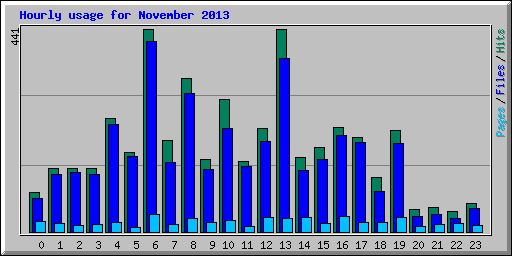 Hourly usage for November 2013
441
Pages / Files / Hits
0 1 2 3 4 5 6 7 8 9 10 11 12 13 14 15 16 17 18 19 20 21 22 23